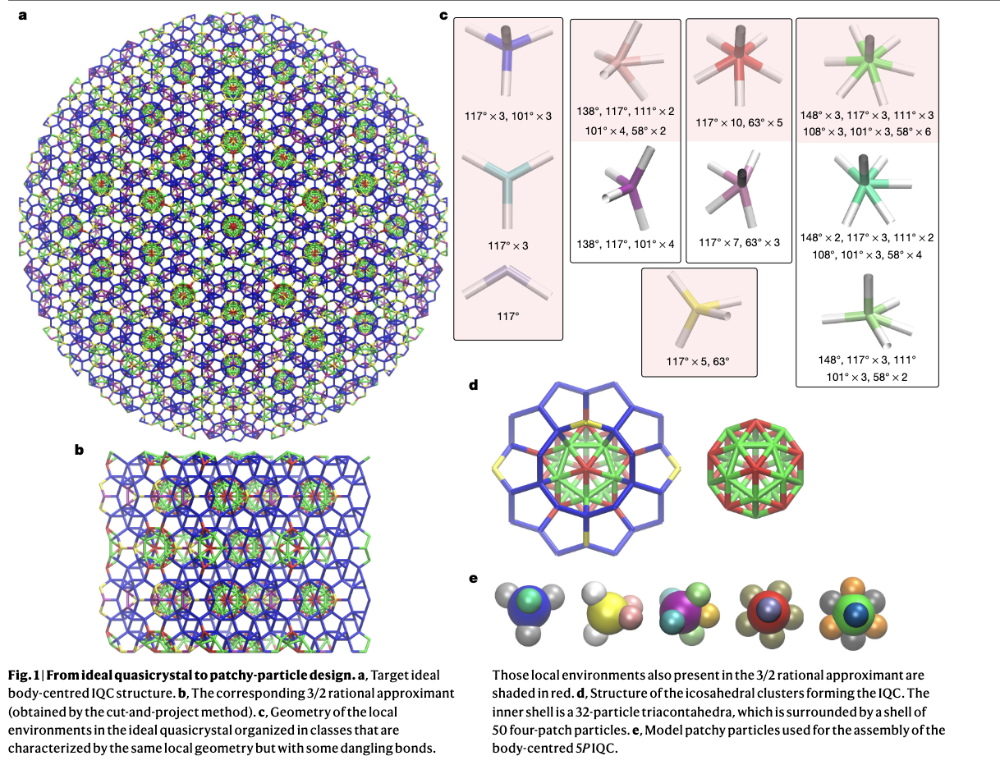 a
c
117° × 3, 101° × 3
117° × 3
117°
138°, 117°, 111° × 2
101° × 4, 58° × 2
138°, 117°, 101° × 4
117° × 10, 63° × 5
117° × 7, 63° × 3
148° × 3, 117° × 3, 111° × 3
108° × 3, 101° × 3, 58° × 6
148° × 2, 117° × 3, 111° × 2
108°, 101° × 3, 58° × 4
148°, 117° × 3, 111°
101° × 3, 58° × 2
117° × 5, 63°
b
d
e
Fig. 1 | From ideal quasicrystal to patchy-particle design. a, Target ideal
body-centred IQC structure. b, The corresponding 3/2 rational approximant
(obtained by the cut-and-project method). c, Geometry of the local
environments in the ideal quasicrystal organized in classes that are
characterized by the same local geometry but with some dangling bonds.
Those local environments also present in the 3/2 rational approximant are
shaded in red. d, Structure of the icosahedral clusters forming the IQC. The
inner shell is a 32-particle triacontahedra, which is surrounded by a shell of
50 four-patch particles. e, Model patchy particles used for the assembly of the
body-centred 5P IQC.